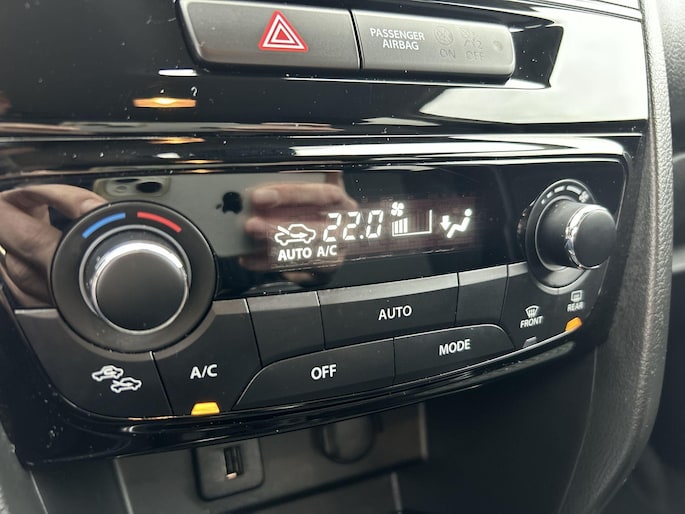 PASSENGER
AIRBAG
ON OFF
22.0
AUTO A/C
AUTO
A/C
OFF
MODE
FRONT
REAR